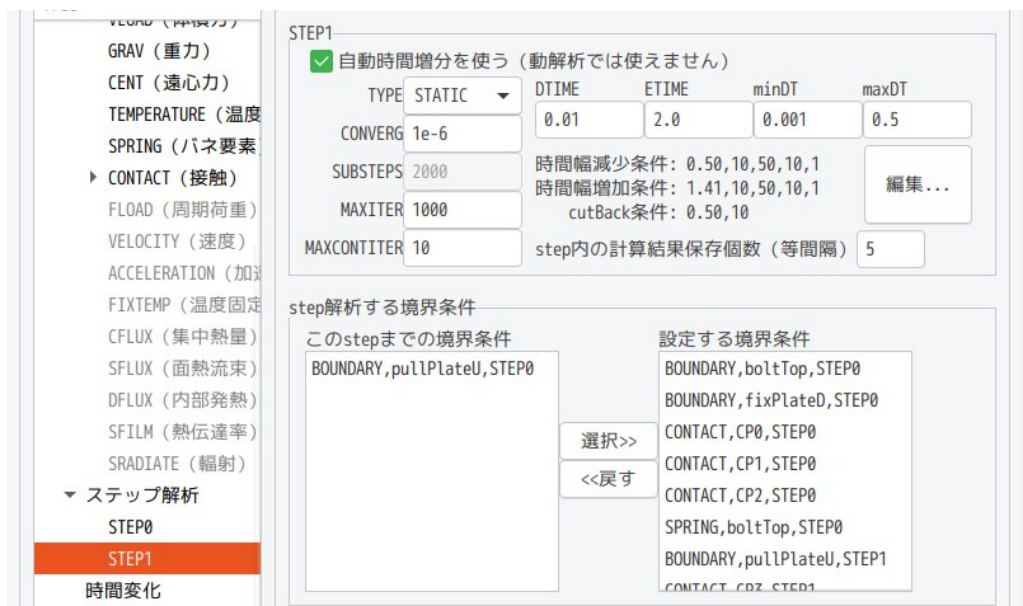 GRAV (重力)
CENT (遠心力)
TEMPERATURE (温度
SPRING (バネ要素
CONTACT (接触)
FLOAD (周期荷重)
VELOCITY (速度)
ACCELERATION (加速
FIXTEMP (温度固定
CFLUX (集中熱量)
SFLUX (面熱流束)
DFLUX (内部発熱)
SFILM (熱伝達率)
SRADIATE (輻射)
ステップ解析
STEP0
STEP1
時間変化
STEP1
自動時間増分を使う (動解析では使えません)
TYPE STATIC
CONVERG 1e-6
SUBSTEPS 2000
MAXITER 1000
MAXCONTITER 10
DTIME ETIME minDT maxDT
0.01 2.0 0.001 0.5
時間幅減少条件: 0.50,10,50,10,1
時間幅増加条件: 1.41,10,50,10,1
cutBack条件: 0.50,10
編集...
step内の計算結果保存個数 (等間隔) 5
step解析する境界条件
このstepまでの境界条件
BOUNDARY,pullPlateU,STEP0
選択>>
<<戻す
設定する境界条件
BOUNDARY,boltTop,STEP0
BOUNDARY,fixPlateD,STEP0
CONTACT,CP0,STEP0
CONTACT,CP1,STEP0
CONTACT,CP2,STEP0
SPRING,boltTop,STEP0
BOUNDARY,pullPlateU,STEP1
CONTACT,CP3,STEP1